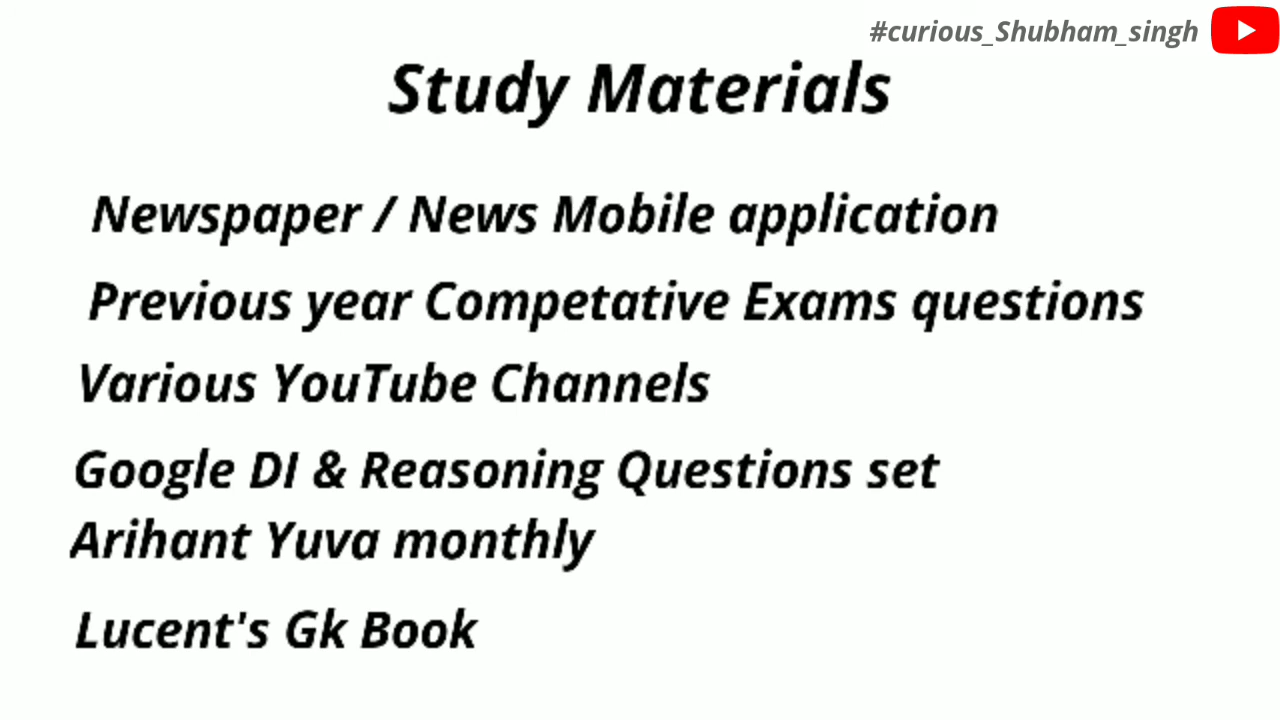 #curious_Shubham_singh
Study Materials
Newspaper / News Mobile application
Previous year Competative Exams questions
Various YouTube Channels
Google DI & Reasoning Questions set
Arihant Yuva monthly
Lucent's Gk Book